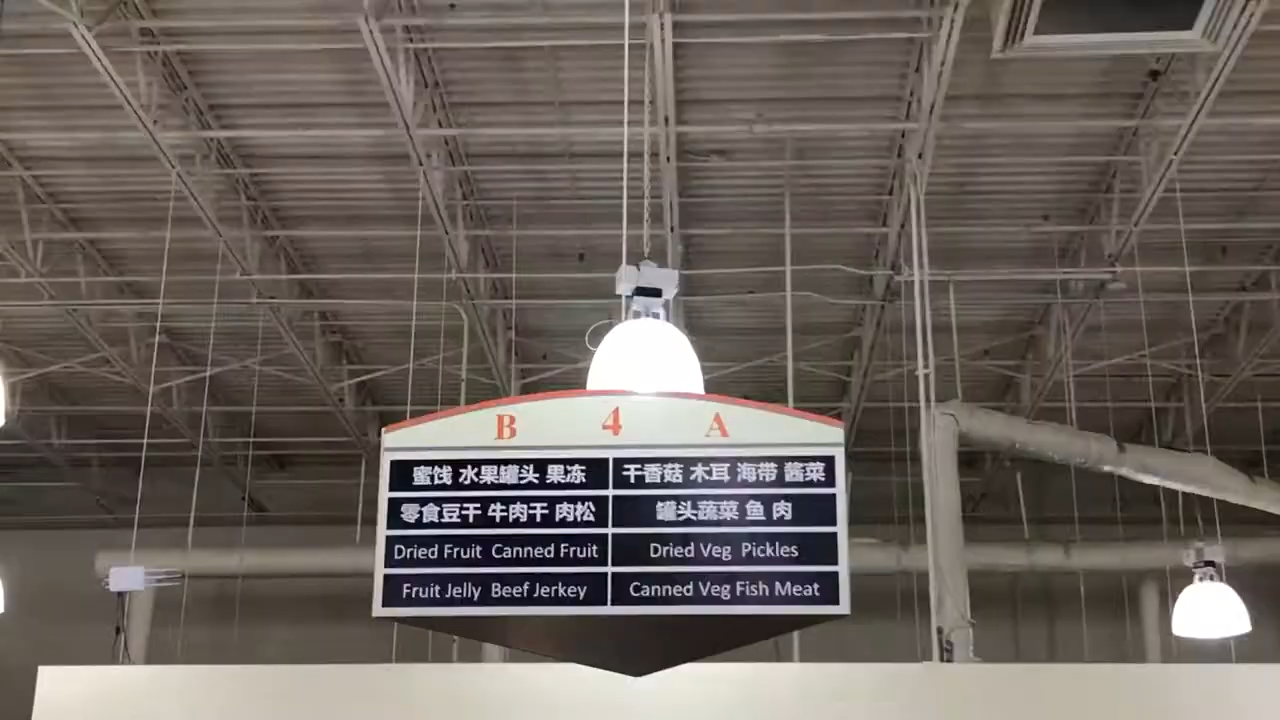 B 4 A
蜜饯 水果罐头 果冻
零食豆干 牛肉干 肉松
Dried Fruit Canned Fruit
Fruit Jelly Beef Jerkey
干香菇 木耳 海带 酱菜
罐头蔬菜 鱼 肉
Dried Veg Pickles
Canned Veg Fish Meat